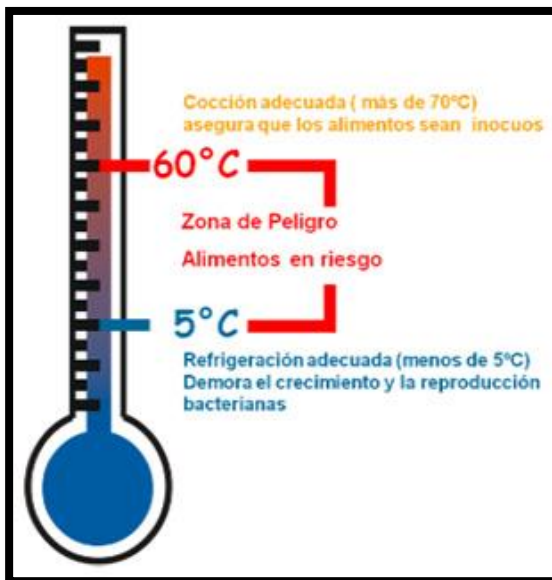 Cocción adecuada ( más de 70ºC)
asegura que los alimentos sean inocuos
60°C
Zona de Peligro
Alimentos en riesgo
5°C
Refrigeración adecuada (menos de 5ºC)
Demora el crecimiento y la reproducción
bacterianas